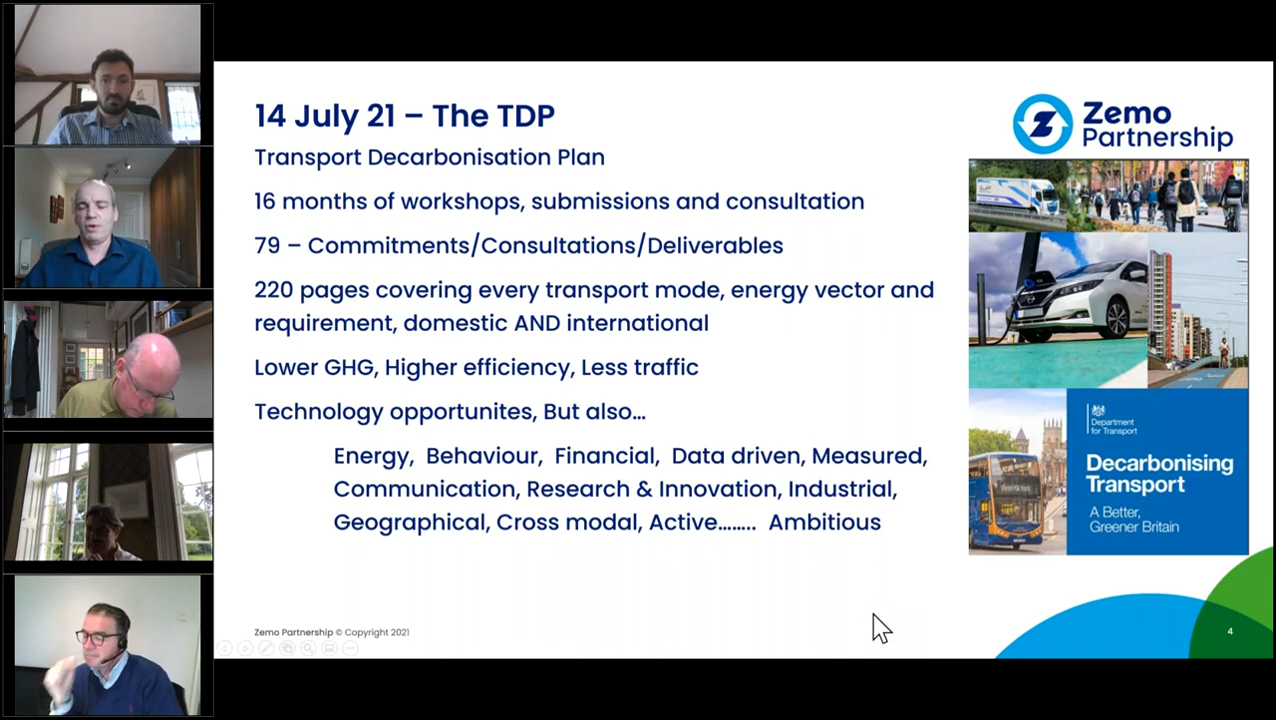 14 July 21 – The TDP
Transport Decarbonisation Plan
16 months of workshops, submissions and consultation
79 – Commitments/Consultations/Deliverables
220 pages covering every transport mode, energy vector and
requirement, domestic AND international
Lower GHG, Higher efficiency, Less traffic
Technology opportunites, But also…
Energy, Behaviour, Financial, Data driven, Measured,
Communication, Research & Innovation, Industrial,
Geographical, Cross modal, Active…….. Ambitious
Zemo
Partnership
Department
for Transport
Decarbonising
Transport
A Better,
Greener Britain
Zemo Partnership © Copyright 2021
4